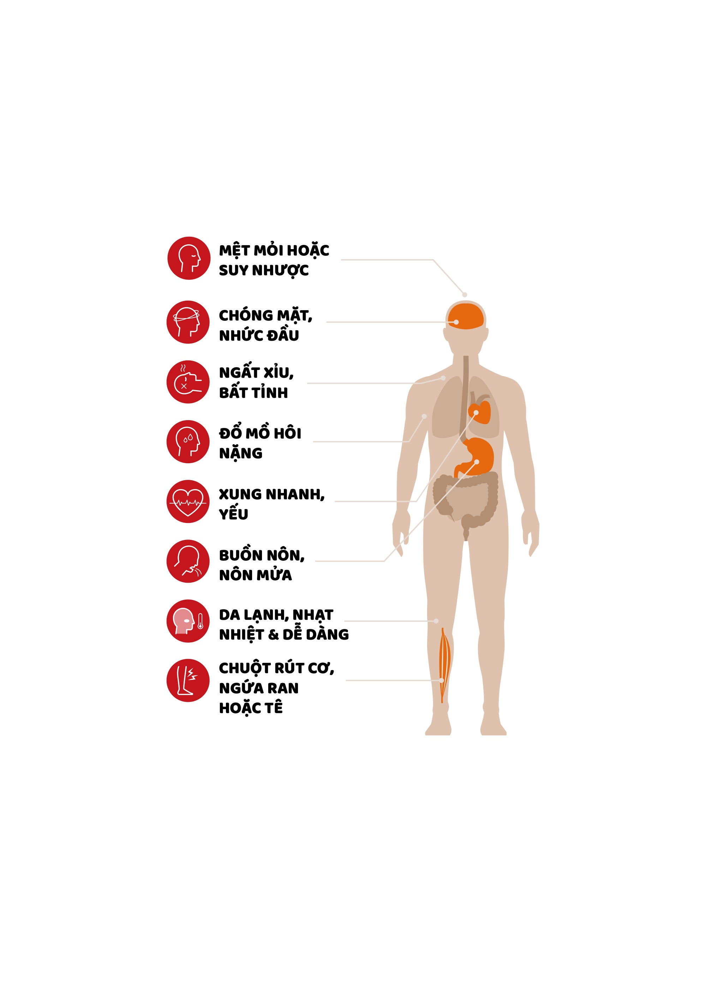 MỆT MỎI HOẶC
SUY NHƯỢC
CHÓNG MẶT,
NHỨC ĐẦU
NGẤT XỈU,
BẤT TỈNH
ĐỔ MỒ HÔI
NẶNG
XUNG NHANH,
YẾU
BUỒN NÔN,
NÔN MỬA
DA LẠNH, NHẠT
NHIỆT & DỄ DÀNG
CHUỘT RÚT CƠ,
NGỨA RAN
HOẶC TÊ